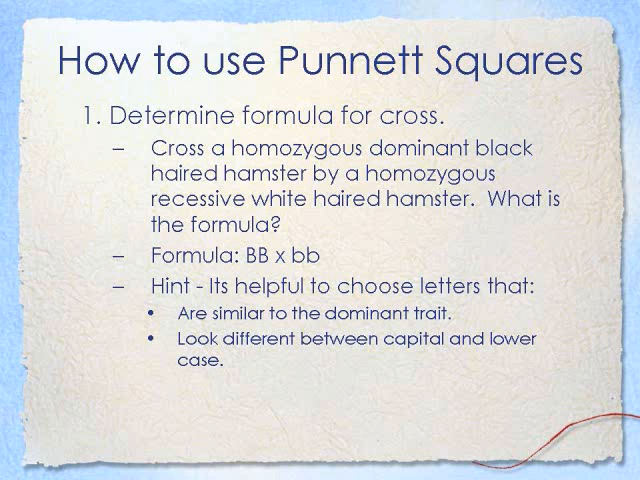 How to use Punnett Squares
1. Determine formula for cross.
– Cross a homozygous dominant black
haired hamster by a homozygous
recessive white haired hamster. What is
the formula?
– Formula: BB x bb
– Hint - Its helpful to choose letters that:
• Are similar to the dominant trait.
• Look different between capital and lower
case.